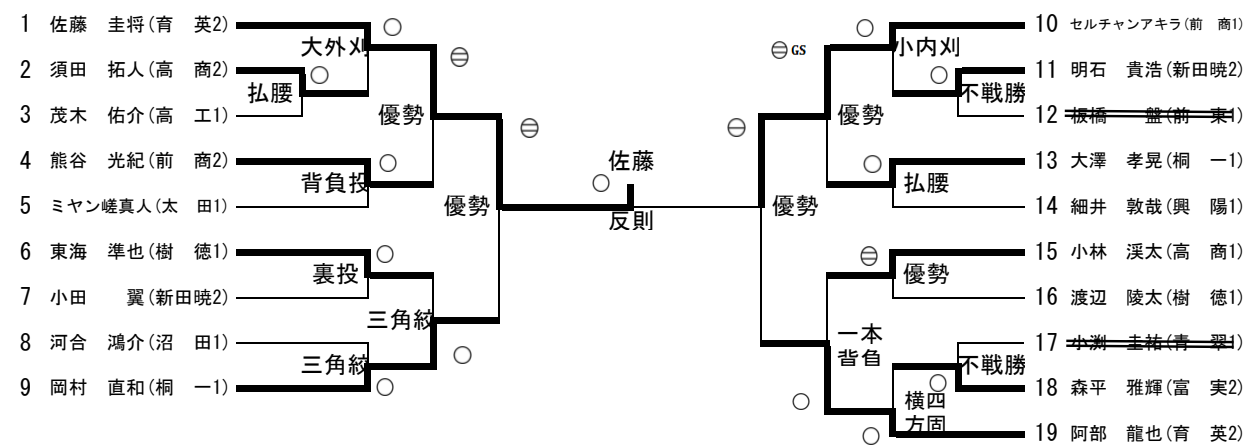 1 佐藤 圭将(育 英2)
2 須田 拓人(高 商2)
3 茂木 佑介(高 工1)
4 熊谷 光紀(前 商2)
5 ミヤン嵯真人(太 田1)
6 東海 準也(樹 徳1)
7 小田 翼(新田暁2)
8 河合 鴻介(沼 田1)
9 岡村 直和(桐 一1)
大外刈
払腰
優勢
背負投
優勢
裏投
三角絞
三角絞
佐藤
反則
GS
小内刈
不戦勝
優勢
払腰
優勢
優勢
一本
背負
不戦勝
横四
方固
10 セルチャンアキラ(前 商1)
11 明石 貴浩(新田暁2)
12 板橋 盤(前 東1)
13 大澤 孝晃(桐 一1)
14 細井 敦哉(興 陽1)
15 小林 渓太(高 商1)
16 渡辺 陵太(樹 徳1)
17 小渕 圭祐(青 翠1)
18 森平 雅輝(富 実2)
19 阿部 龍也(育 英2)